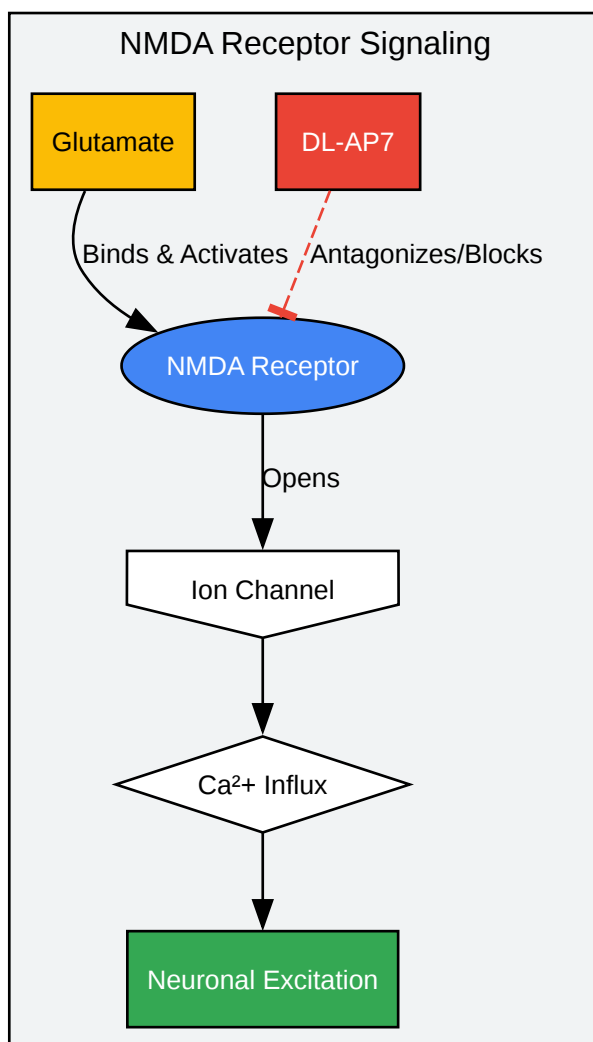 NMDA Receptor Signaling
Glutamate
DL-AP7
Binds & Activates
Antagonizes/Blocks
NMDA Receptor
Opens
Ion Channel
Ca²+ Influx
Neuronal Excitation